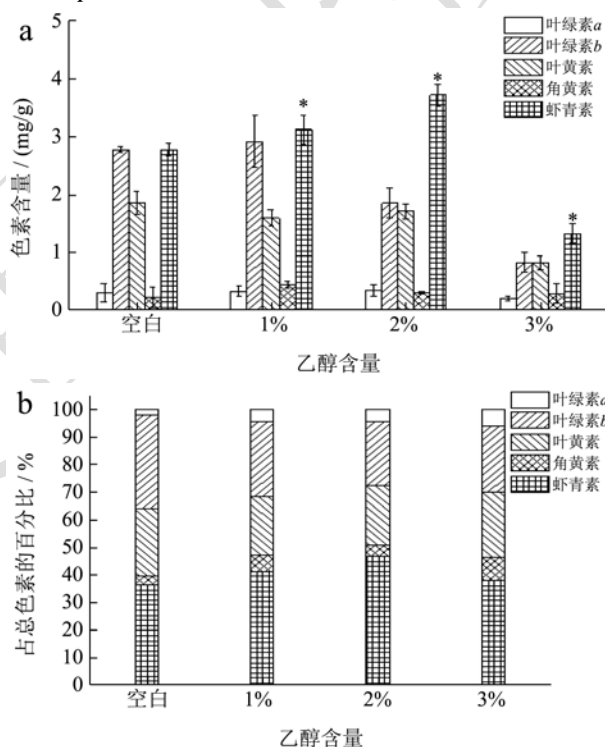 a
5
4
3
2
1
0
色素含量 / (mg/g)
叶绿素a
叶绿素b
叶黄素
角黄素
虾青素
*
*
*
空白
1%
2%
3%
乙醇含量
b
100
90
80
70
60
50
40
30
20
10
0
占总色素的百分比 / %
叶绿素a
叶绿素b
叶黄素
角黄素
虾青素
空白
1%
2%
3%
乙醇含量